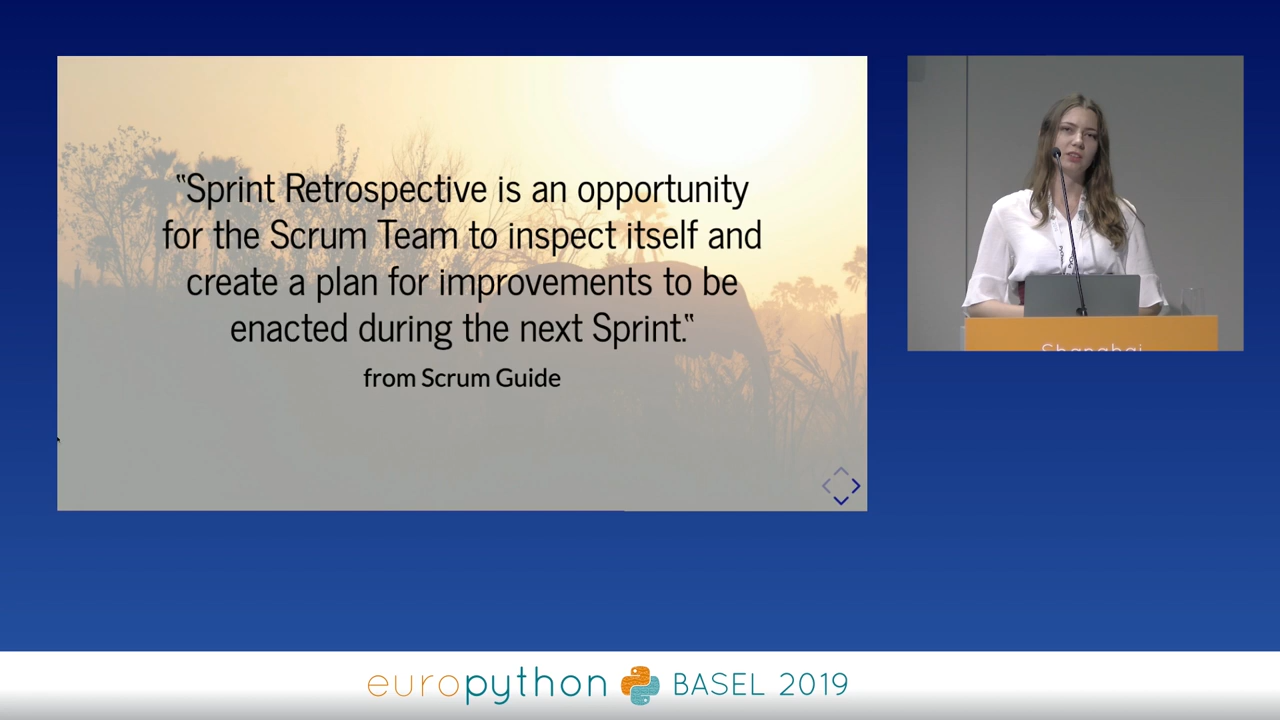 “Sprint Retrospective is an opportunity
for the Scrum Team to inspect itself and
create a plan for improvements to be
enacted during the next Sprint.“
from Scrum Guide
Shanghai
europython BASEL 2019